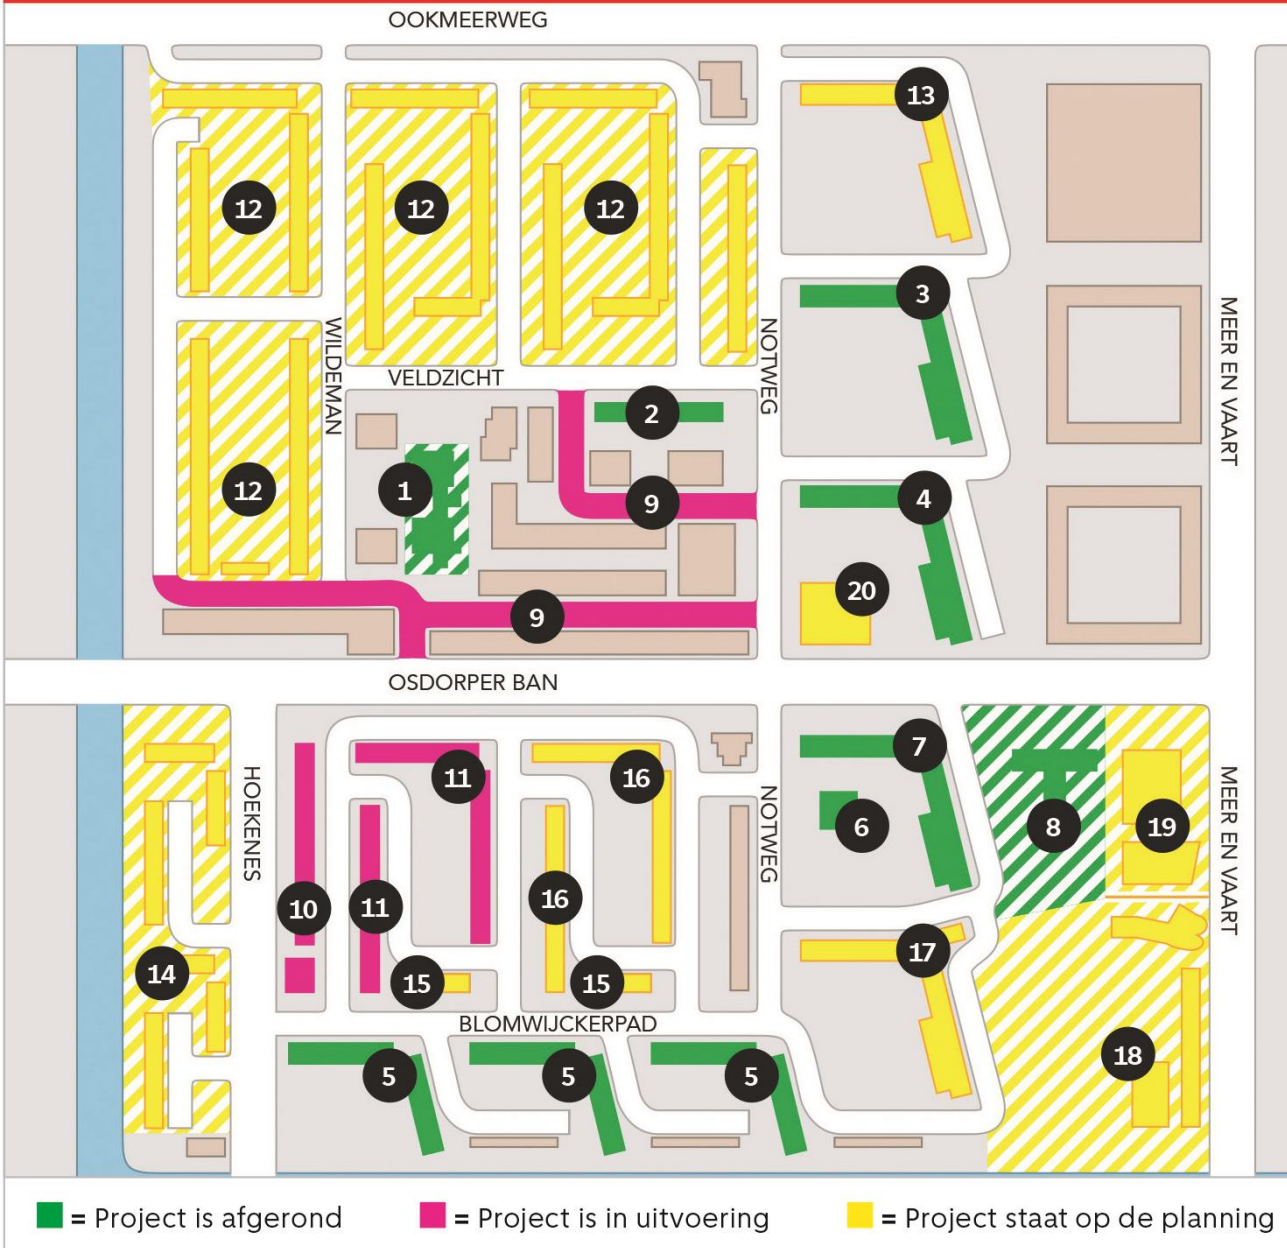 OOKMEERWEG
13
12
12
12
3
WILDEMAN
NOTWEG
MEER EN VAART
VELDZICHT
2
12
1
9
4
20
9
OSDORPER BAN
7
HOEKENES
11
16
NOTWEG
6
8
19
MEER EN VAART
10
11
16
14
15
15
17
BLOMWIJCKERPAD
5
5
5
18
= Project is afgerond
= Project is in uitvoering
= Project staat op de planning